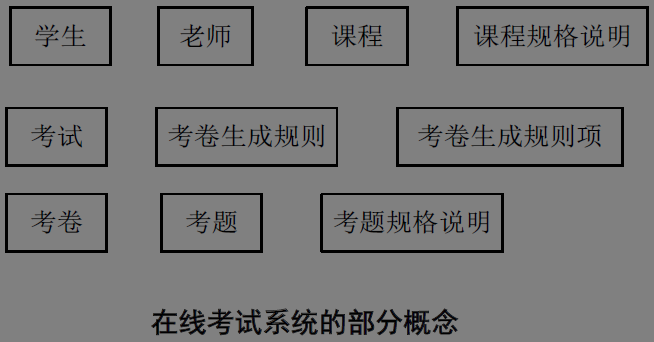 学生 老师 课程 课程规格说明
考试 考卷生成规则 考卷生成规则项
考卷 考题 考题规格说明
在线考试系统的部分概念